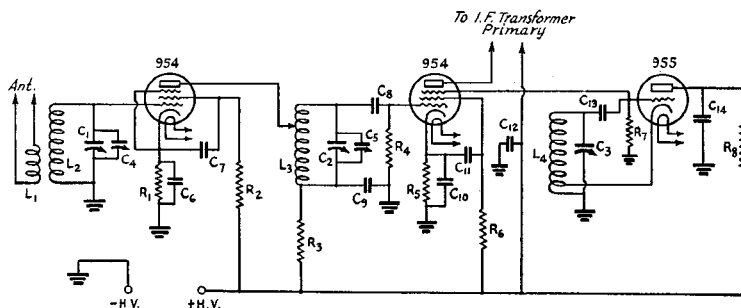 To I.F. Transformer
Primary
954
954
955
Ant.
C1
C4
L1
L2
C7
R1
C6
R2
C8
L3
C2
C5
R4
C9
R3
C11
R5
C10
R6
C12
C13
L4
C3
R7
C14
R8
-H.V.
+H.V.